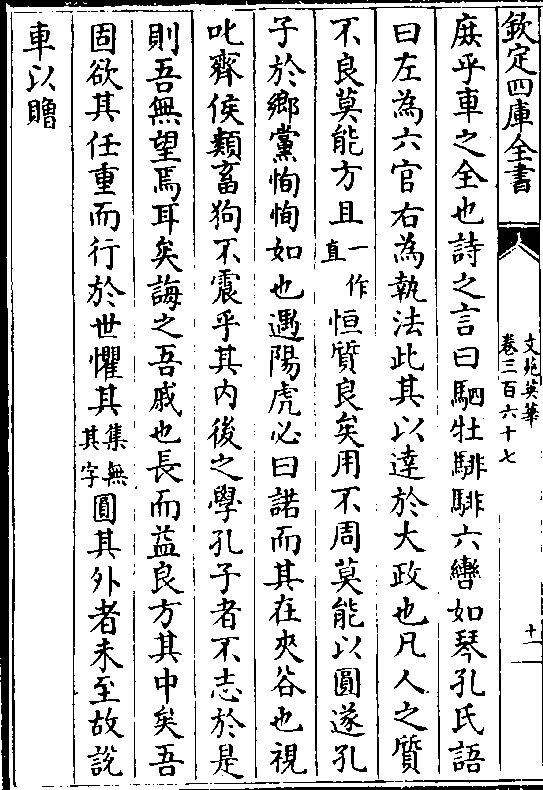 欽定四庫全書
文苑英華
卷三百六十七
十一
庶乎車之全也詩之言曰駟牡騑騑六轡如琴孔氏語
曰左為六官右為執法此其以達於大政也凡人之質
不良莫能方且一作直恒質良矣用不周莫能以圓遂孔
子於鄉黨恂恂如也遇陽虎必曰諾而其在夾谷也視
叱齊侯類畜狗不震乎其內後之學孔子者不志於是
則吾無望焉耳矣誨之吾戚也長而益良方其中矣吾
固欲其任重而行於世懼其集無其字圓其外者未至故說
車以贈